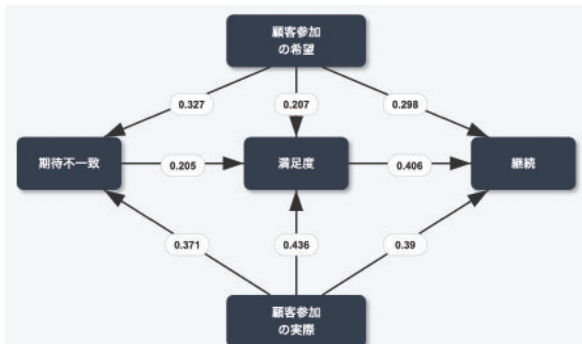 顧客参加
の希望
0.327
0.207
0.298
期待不一致
0.205
満足度
0.406
継続
0.371
0.436
0.39
顧客参加
の実際